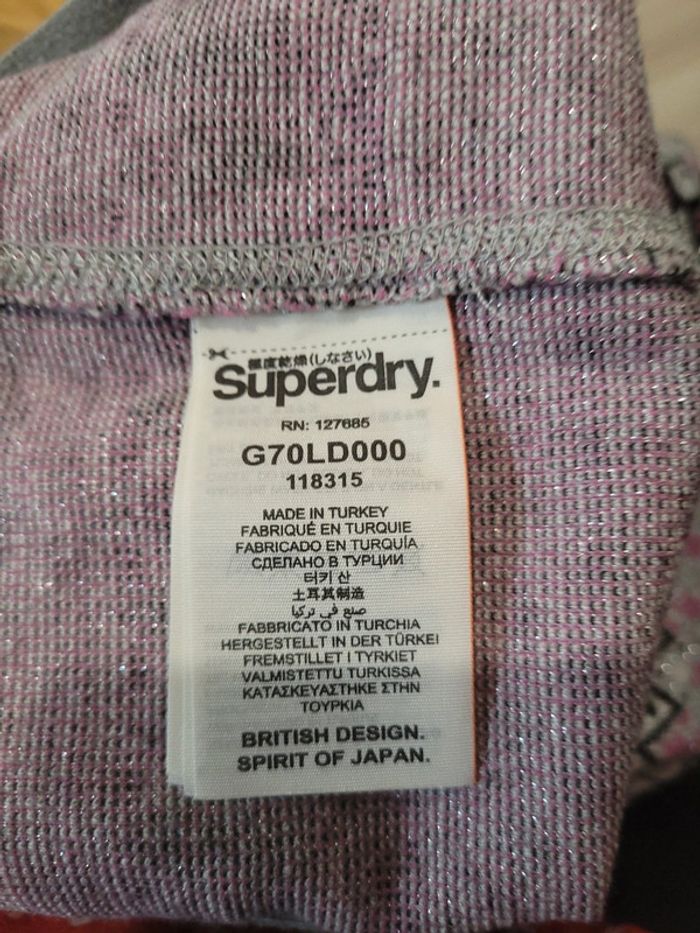 極度乾燥(しなさい)
Superdry.
RN: 127685
G70LD000
118315
MADE IN TURKEY
FABRIQUÉ EN TURQUIE
FABRICADO EN TURQUÍA
СДЕЛАНО В ТУРЦИИ
터키 산
土耳其制造
صنع في تركيا
FABBRICATO IN TURCHIA
HERGESTELLT IN DER TÜRKEI
FREMSTILLET I TYRKIET
VALMISTETTU TURKISSA
ΚΑΤΑΣΚΕΥΑΣΤΗΚΕ ΣΤΗΝ
ΤΟΥΡΚΙΑ
BRITISH DESIGN.
SPIRIT OF JAPAN.